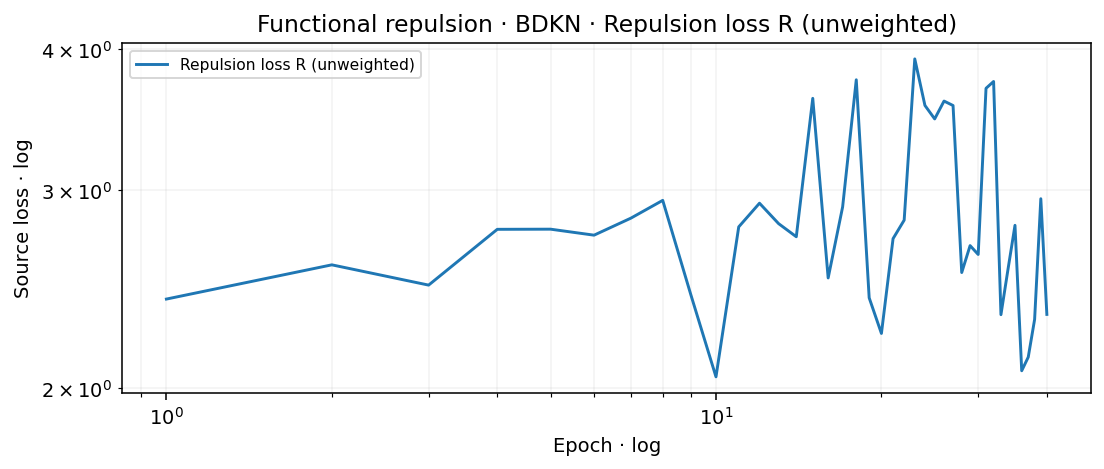 Functional repulsion · BDKN · Repulsion loss R (unweighted)
Repulsion loss R (unweighted)
Source loss · log
4 × 10⁰
3 × 10⁰
2 × 10⁰
10⁰
10¹
Epoch · log